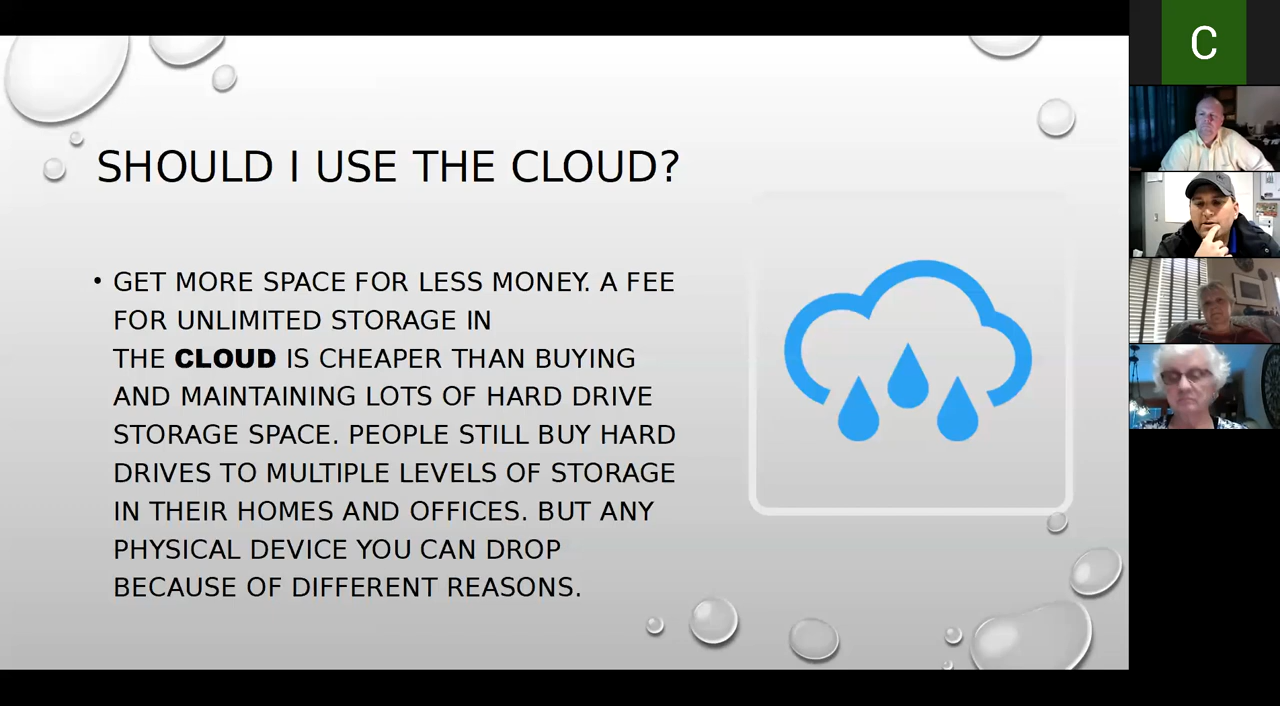 SHOULD I USE THE CLOUD?
• GET MORE SPACE FOR LESS MONEY. A FEE
FOR UNLIMITED STORAGE IN
THE CLOUD IS CHEAPER THAN BUYING
AND MAINTAINING LOTS OF HARD DRIVE
STORAGE SPACE. PEOPLE STILL BUY HARD
DRIVES TO MULTIPLE LEVELS OF STORAGE
IN THEIR HOMES AND OFFICES. BUT ANY
PHYSICAL DEVICE YOU CAN DROP
BECAUSE OF DIFFERENT REASONS.
C